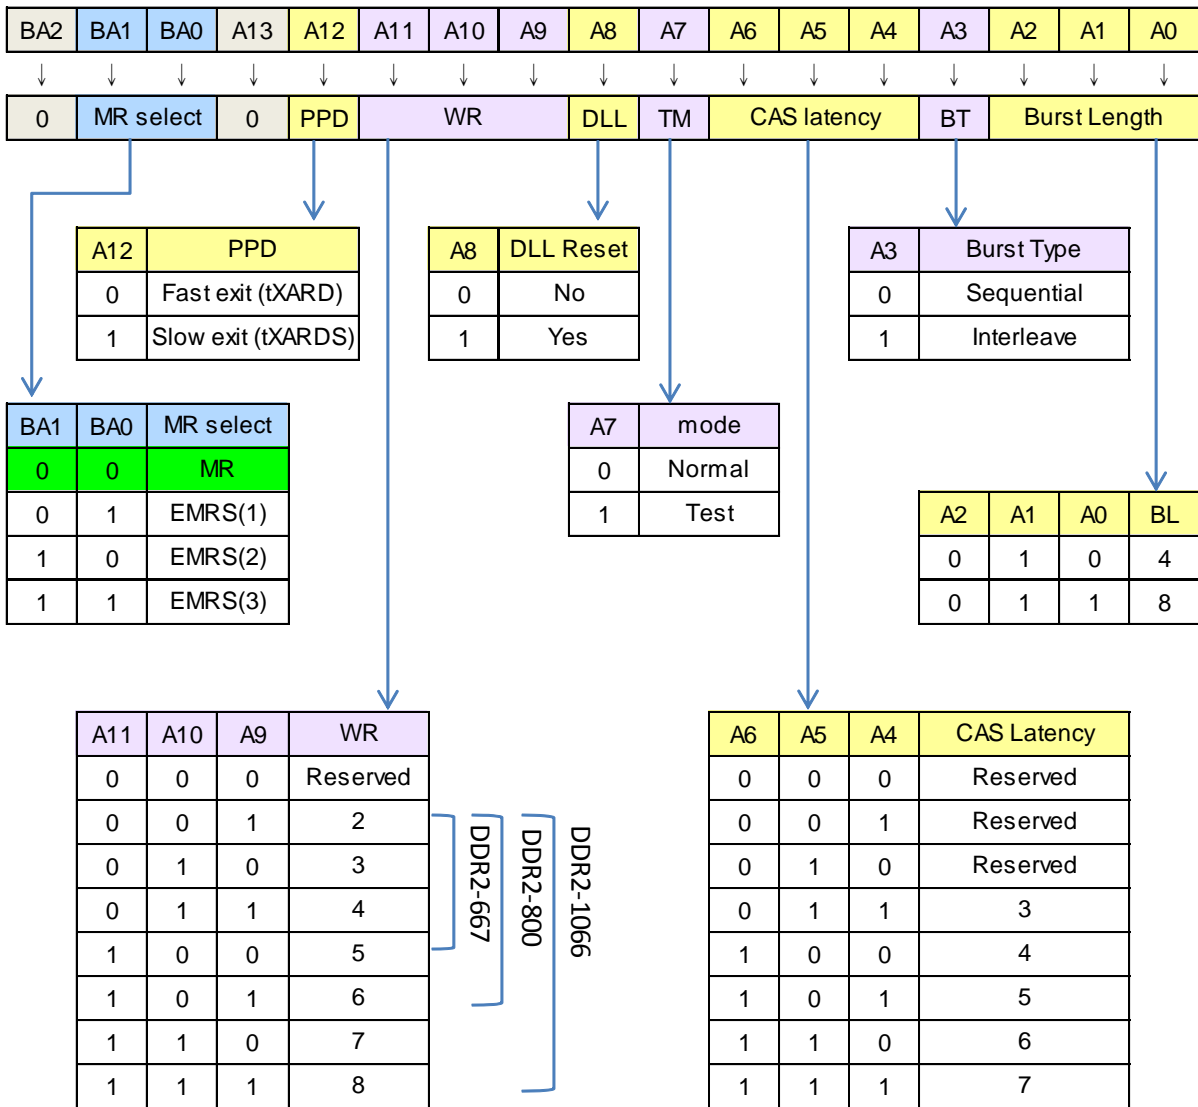 BA2 BA1 BA0 A13 A12 A11 A10 A9 A8 A7 A6 A5 A4 A3 A2 A1 A0
0 MR select 0 PPD WR DLL TM CAS latency BT Burst Length
A12 PPD
0 Fast exit (tXARD)
1 Slow exit (tXARDS)
A8 DLL Reset
0 No
1 Yes
A3 Burst Type
0 Sequential
1 Interleave
BA1 BA0 MR select
0 0 MR
0 1 EMRS(1)
1 0 EMRS(2)
1 1 EMRS(3)
A7 mode
0 Normal
1 Test
A2 A1 A0 BL
0 1 0 4
0 1 1 8
A11 A10 A9 WR
0 0 0 Reserved
0 0 1 2
0 1 0 3
0 1 1 4
1 0 0 5
1 0 1 6
1 1 0 7
1 1 1 8
DDR2-667
DDR2-800
DDR2-1066
A6 A5 A4 CAS Latency
0 0 0 Reserved
0 0 1 Reserved
0 1 0 Reserved
0 1 1 3
1 0 0 4
1 0 1 5
1 1 0 6
1 1 1 7